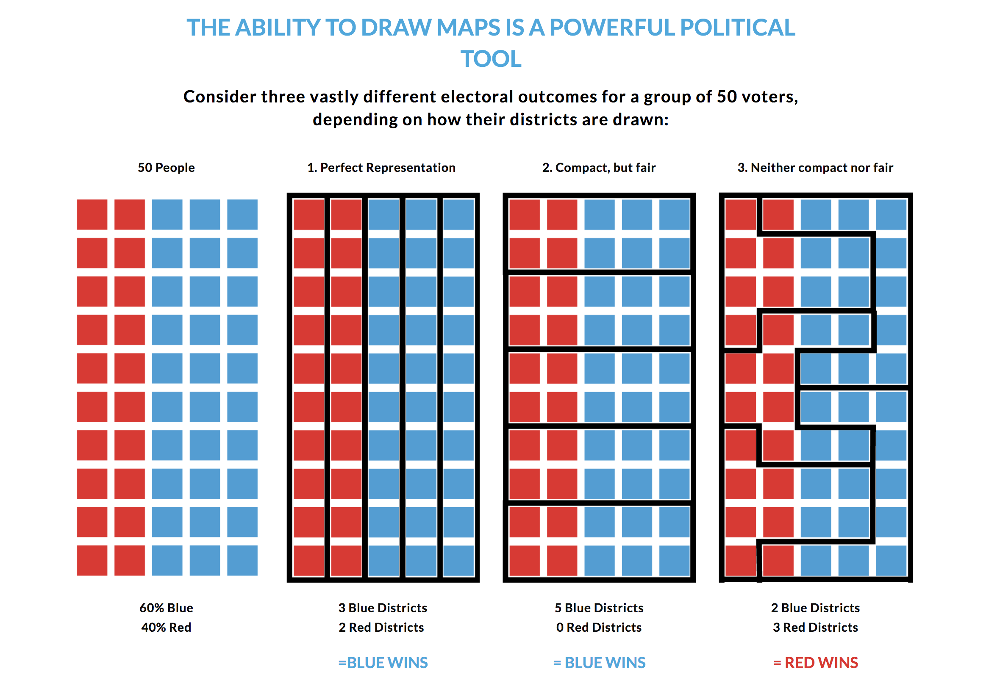 THE ABILITY TO DRAW MAPS IS A POWERFUL POLITICAL
TOOL
Consider three vastly different electoral outcomes for a group of 50 voters,
depending on how their districts are drawn:
50 People
1. Perfect Representation
2. Compact, but fair
3. Neither compact nor fair
60% Blue
40% Red
3 Blue Districts
2 Red Districts
=BLUE WINS
5 Blue Districts
0 Red Districts
= BLUE WINS
2 Blue Districts
3 Red Districts
= RED WINS